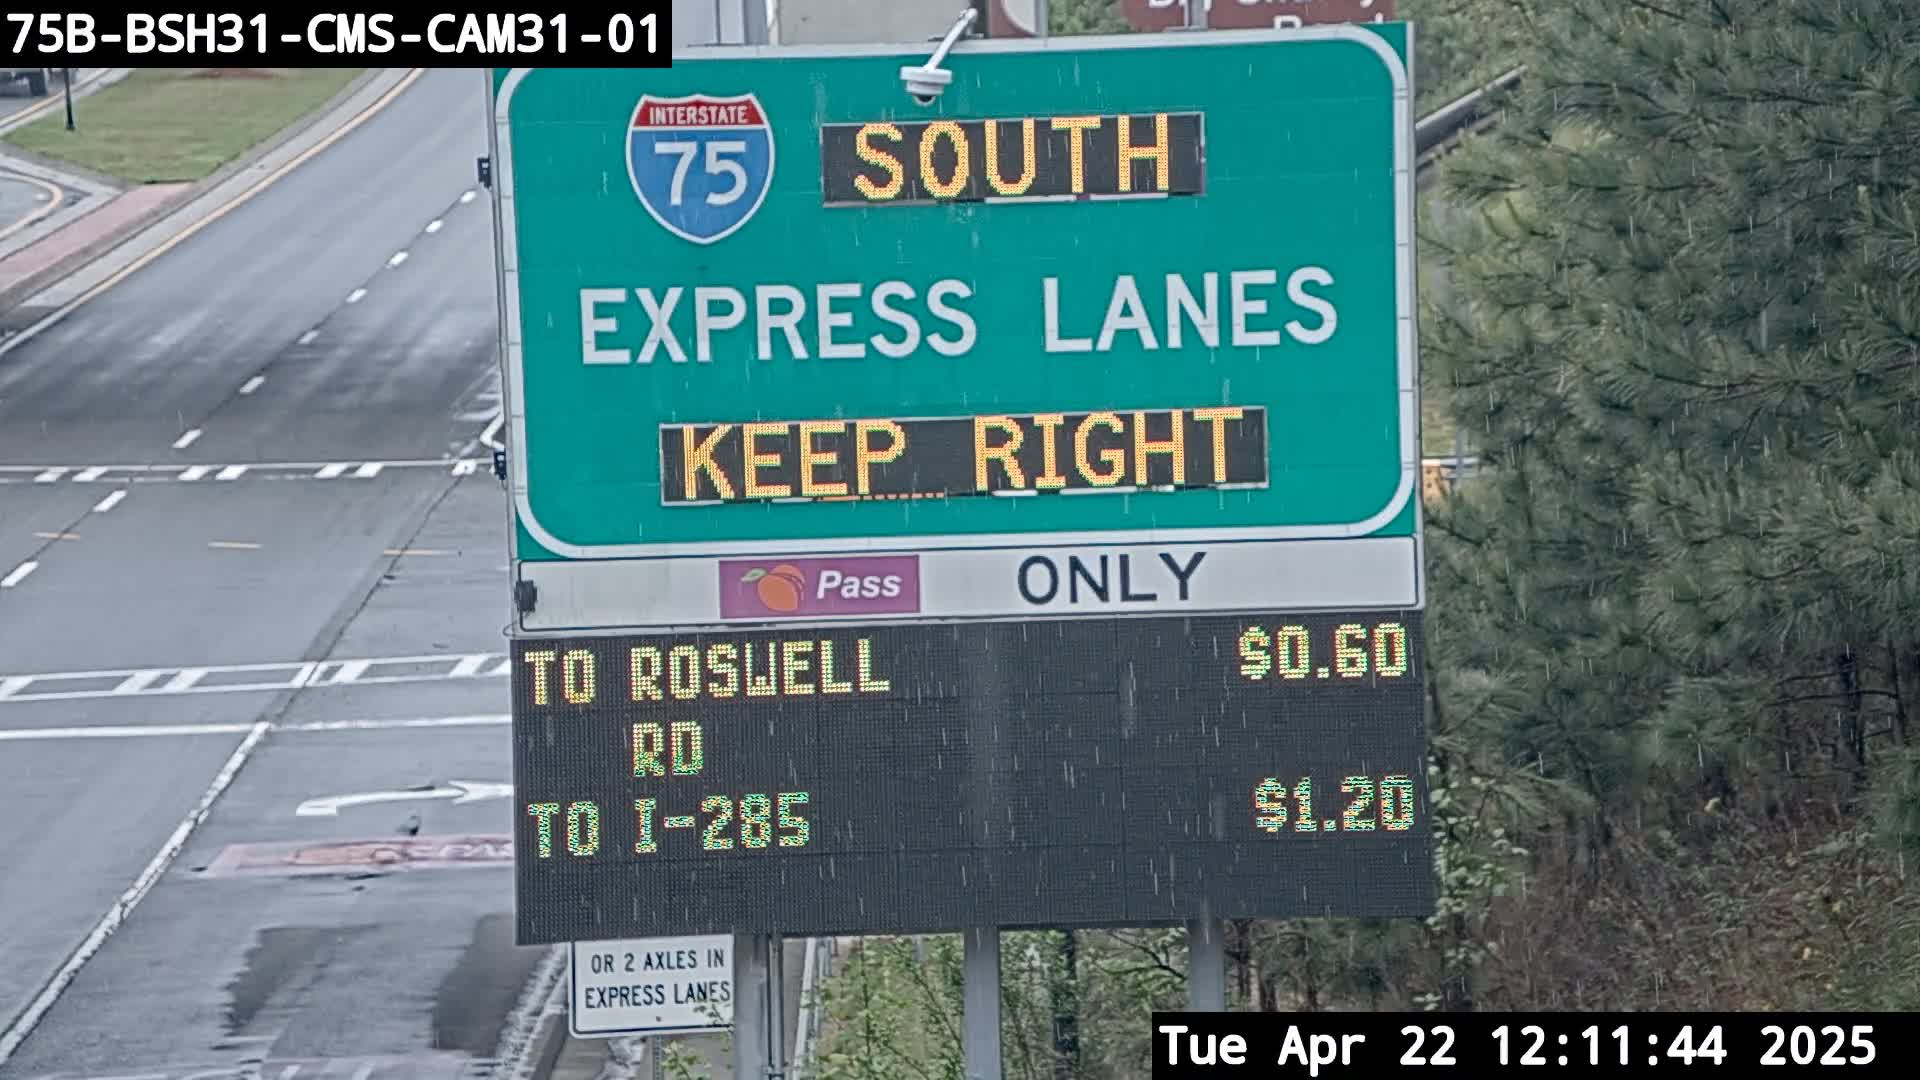 75B-BSH31-CMS-CAM31-01
INTERSTATE
75
SOUTH
EXPRESS LANES
KEEP RIGHT
Pass ONLY
TO ROSWELL $0.60
RD
TO I-285 $1.20
OR 2 AXLES IN
EXPRESS LANES
Tue Apr 22 12:11:44 2025